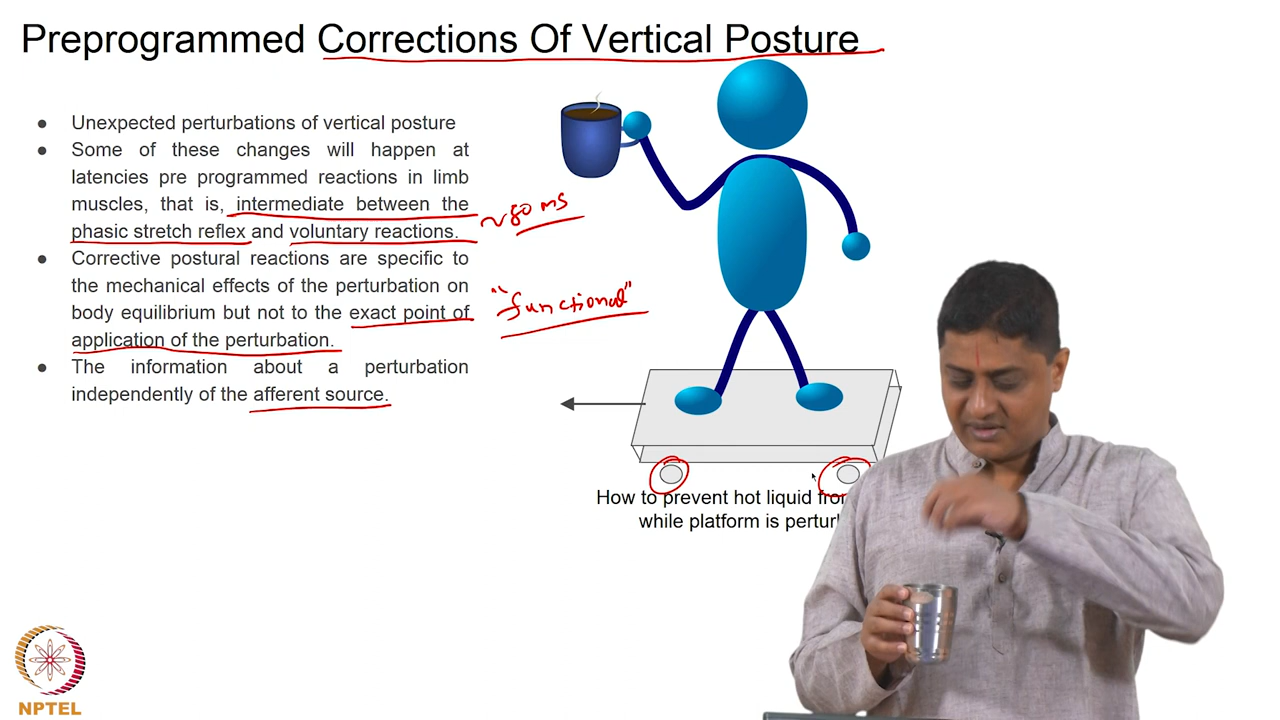 Preprogrammed Corrections Of Vertical Posture
● Unexpected perturbations of vertical posture
● Some of these changes will happen at
latencies pre programmed reactions in limb
muscles, that is, intermediate between the
phasic stretch reflex and voluntary reactions.
~80 ms
● Corrective postural reactions are specific to
the mechanical effects of the perturbation on
body equilibrium but not to the exact point of
application of the perturbation.
"functional"
● The information about a perturbation
independently of the afferent source.
How to prevent hot liquid
while platform is
NPTEL